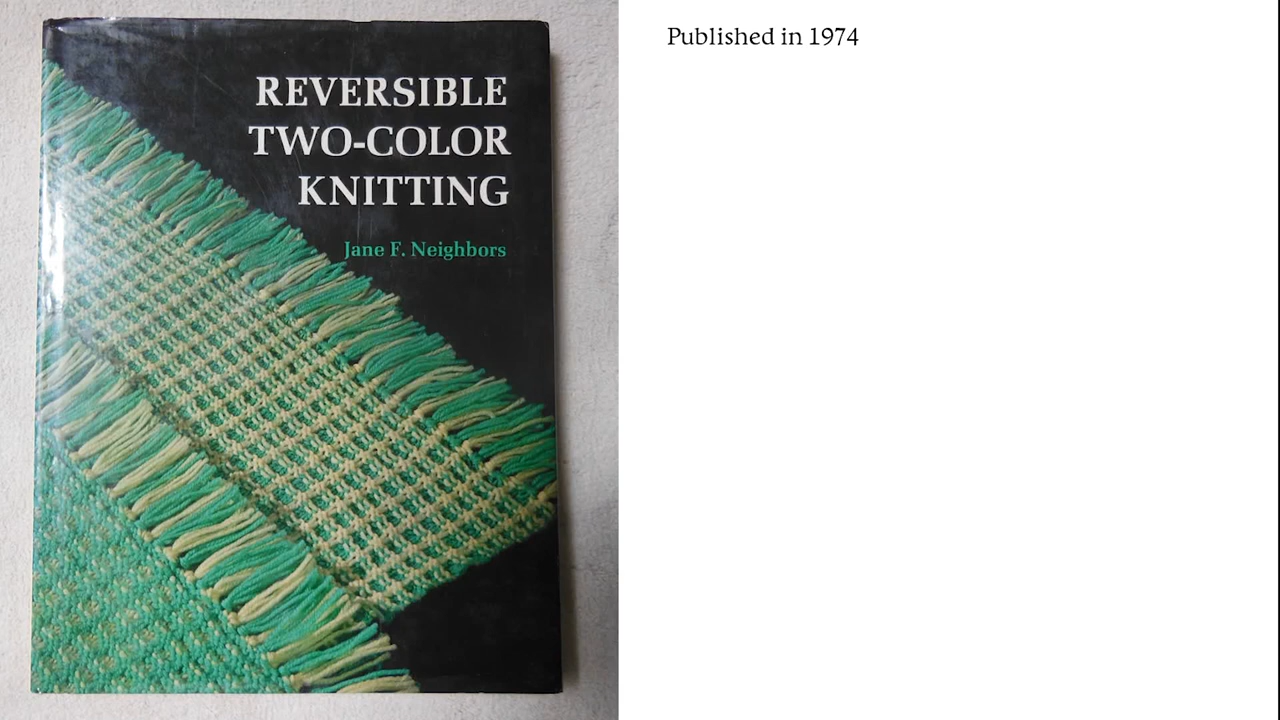 REVERSIBLE
TWO-COLOR
KNITTING
Jane F. Neighbors
Published in 1974